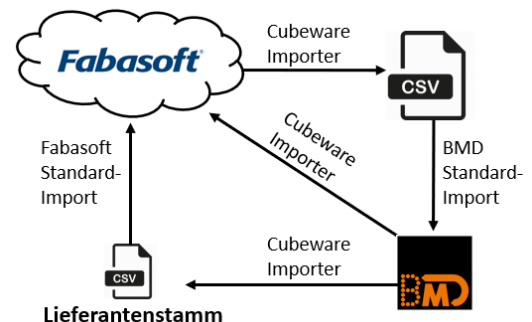 Cubeware
Importer
Fabasoft
CSV
Cubeware
Importer
Fabasoft
Standard-
Import
BMD
Standard-
Import
Cubeware
Importer
CSV
BMD
Lieferantenstamm